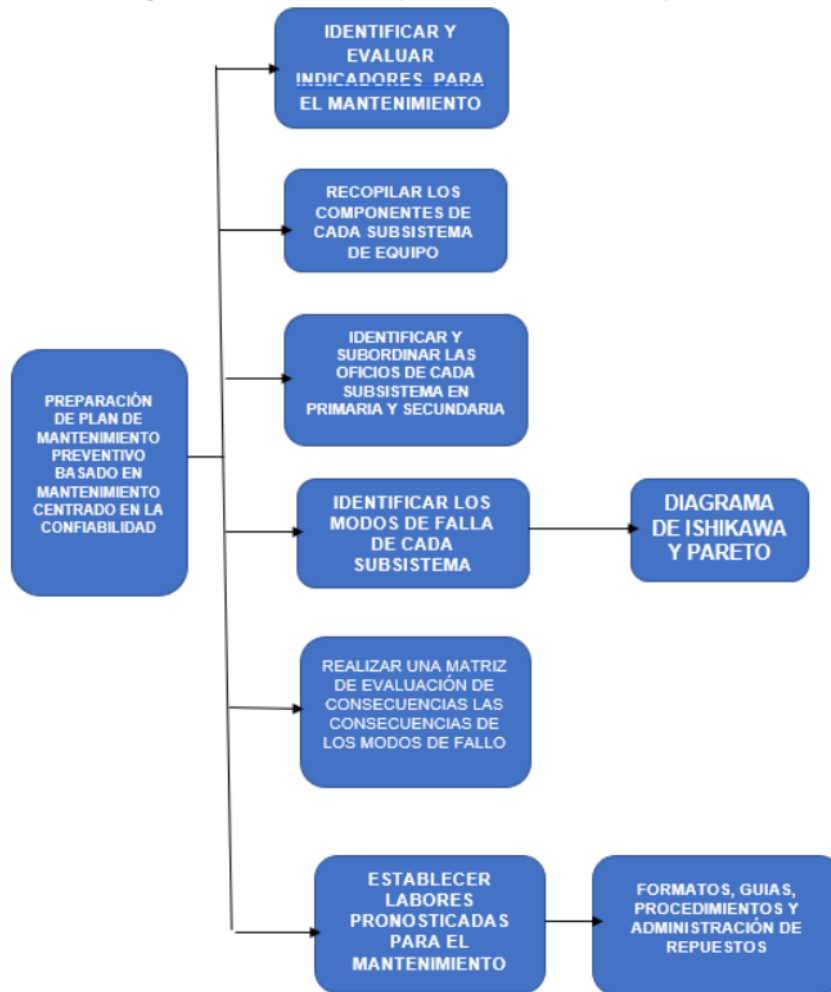 IDENTIFICAR Y
EVALUAR
INDICADORES PARA
EL MANTENIMIENTO
RECOPILAR LOS
COMPONENTES DE
CADA SUBSISTEMA
DE EQUIPO
IDENTIFICAR Y
SUBORDINAR LAS
OFICIOS DE CADA
SUBSISTEMA EN
PRIMARIA Y SECUNDARIA
PREPARACIÓN
DE PLAN DE
MANTENIMIENTO
PREVENTIVO
BASADO EN
MANTENIMIENTO
CENTRADO EN LA
CONFIABILIDAD
IDENTIFICAR LOS
MODOS DE FALLA
DE CADA
SUBSISTEMA
DIAGRAMA
DE ISHIKAWA
Y PARETO
REALIZAR UNA MATRIZ
DE EVALUACIÓN DE
CONSECUENCIAS LAS
CONSECUENCIAS DE
LOS MODOS DE FALLO
ESTABLECER
LABORES
PRONOSTICADAS
PARA EL
MANTENIMIENTO
FORMATOS, GUIAS,
PROCEDIMIENTOS Y
ADMINISTRACIÓN DE
REPUESTOS